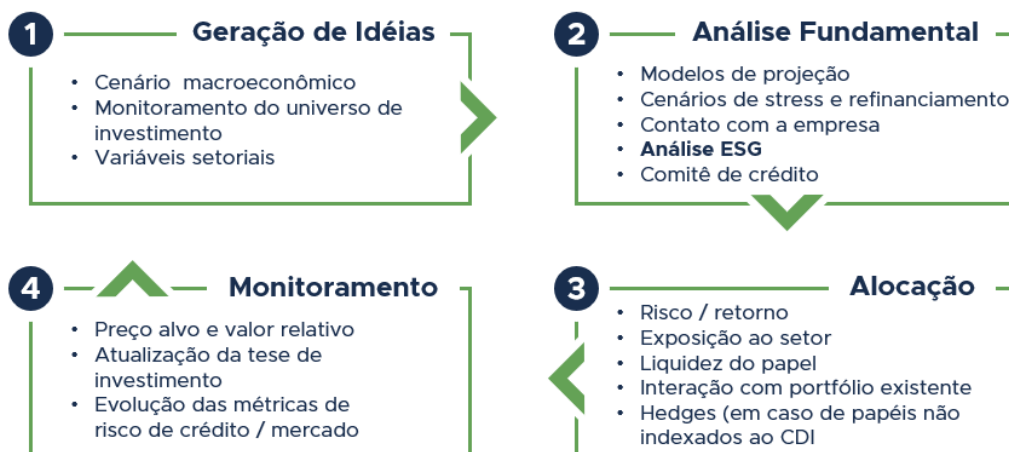 1 Geração de Idéias
• Cenário macroeconômico
• Monitoramento do universo de
investimento
• Variáveis setoriais
2 Análise Fundamental
• Modelos de projeção
• Cenários de stress e refinanciamento
• Contato com a empresa
• Análise ESG
• Comitê de crédito
3 Alocação
• Risco / retorno
• Exposição ao setor
• Liquidez do papel
• Interação com portfólio existente
• Hedges (em caso de papéis não
indexados ao CDI
4 Monitoramento
• Preço alvo e valor relativo
• Atualização da tese de
investimento
• Evolução das métricas de
risco de crédito / mercado